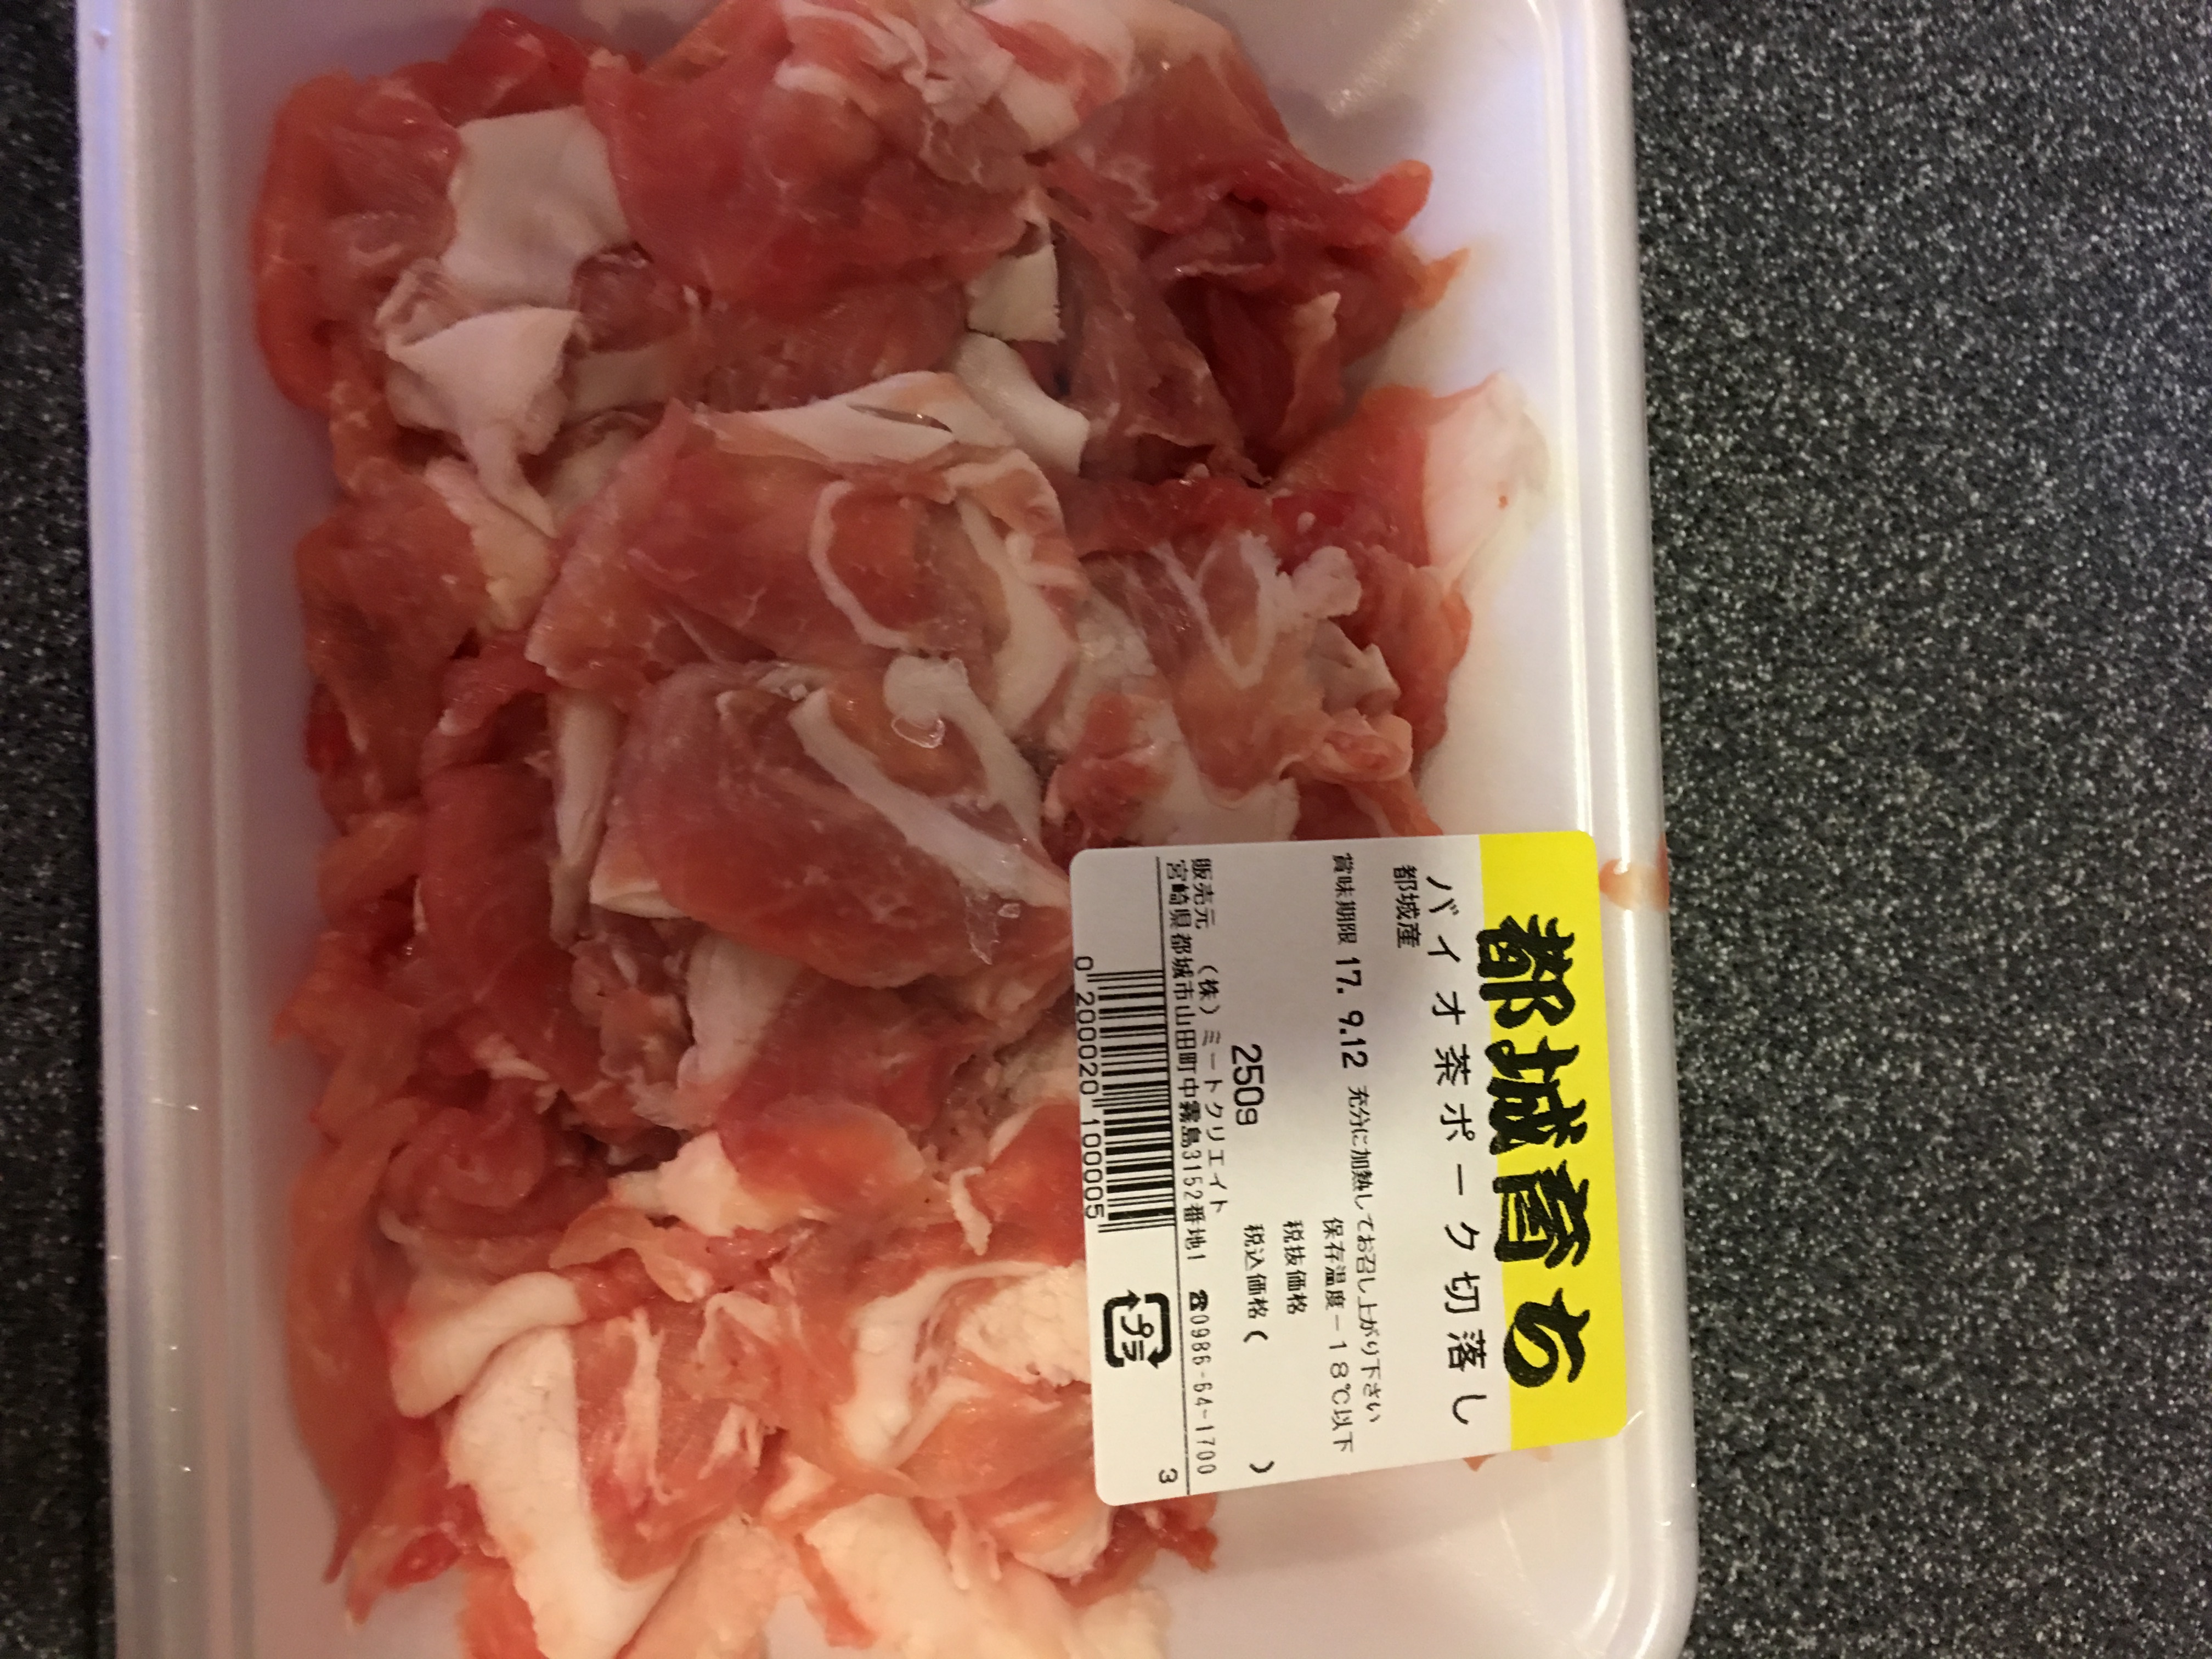 都城育ち
バイオ茶ポーク切落し
都城産
充分に加熱してお召し上がり下さい
賞味期限 17. 9.12 保存温度－18℃以下
税抜価格
250g 税込価格 ( )
販売元 (株)ミートクリエイト
宮崎県都城市山田町中霧島3152番地1 ☎0986-64-1700
3
0 200020 100005
プラ